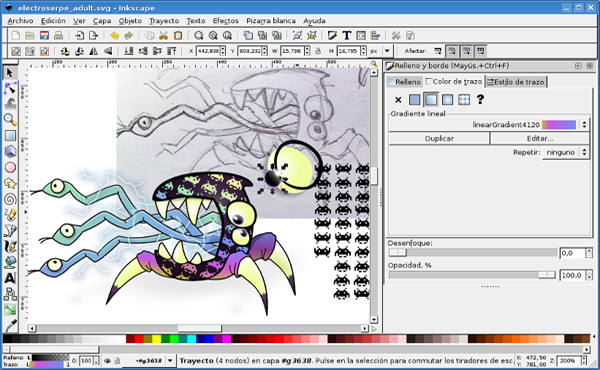 electroserpe_adult.svg - Inkscape
Archivo Edición Ver Capa Objeto Trayecto Texto Efectos Pizarra blanca Ayuda
X 442,838 Y 808,232 A 15,798 H 16,795 px Afectar:
Relleno y borde (Mayús.+Ctrl+F)
Relleno Color de trazo Estilo de trazo
?
Gradiente lineal
linearGradient4120
Duplicar Editar...
Repetir: ninguno
Desenfoque:
0,0
Opacidad, %
100,0
Relleno:
Trazo: L
O: 100
-#g3638
Trayecto (4 nodos) en capa #g3638. Pulse en la selección para conmutar los tiradores de esc.
X: 472,50
Y: 781,00
Z: 200%